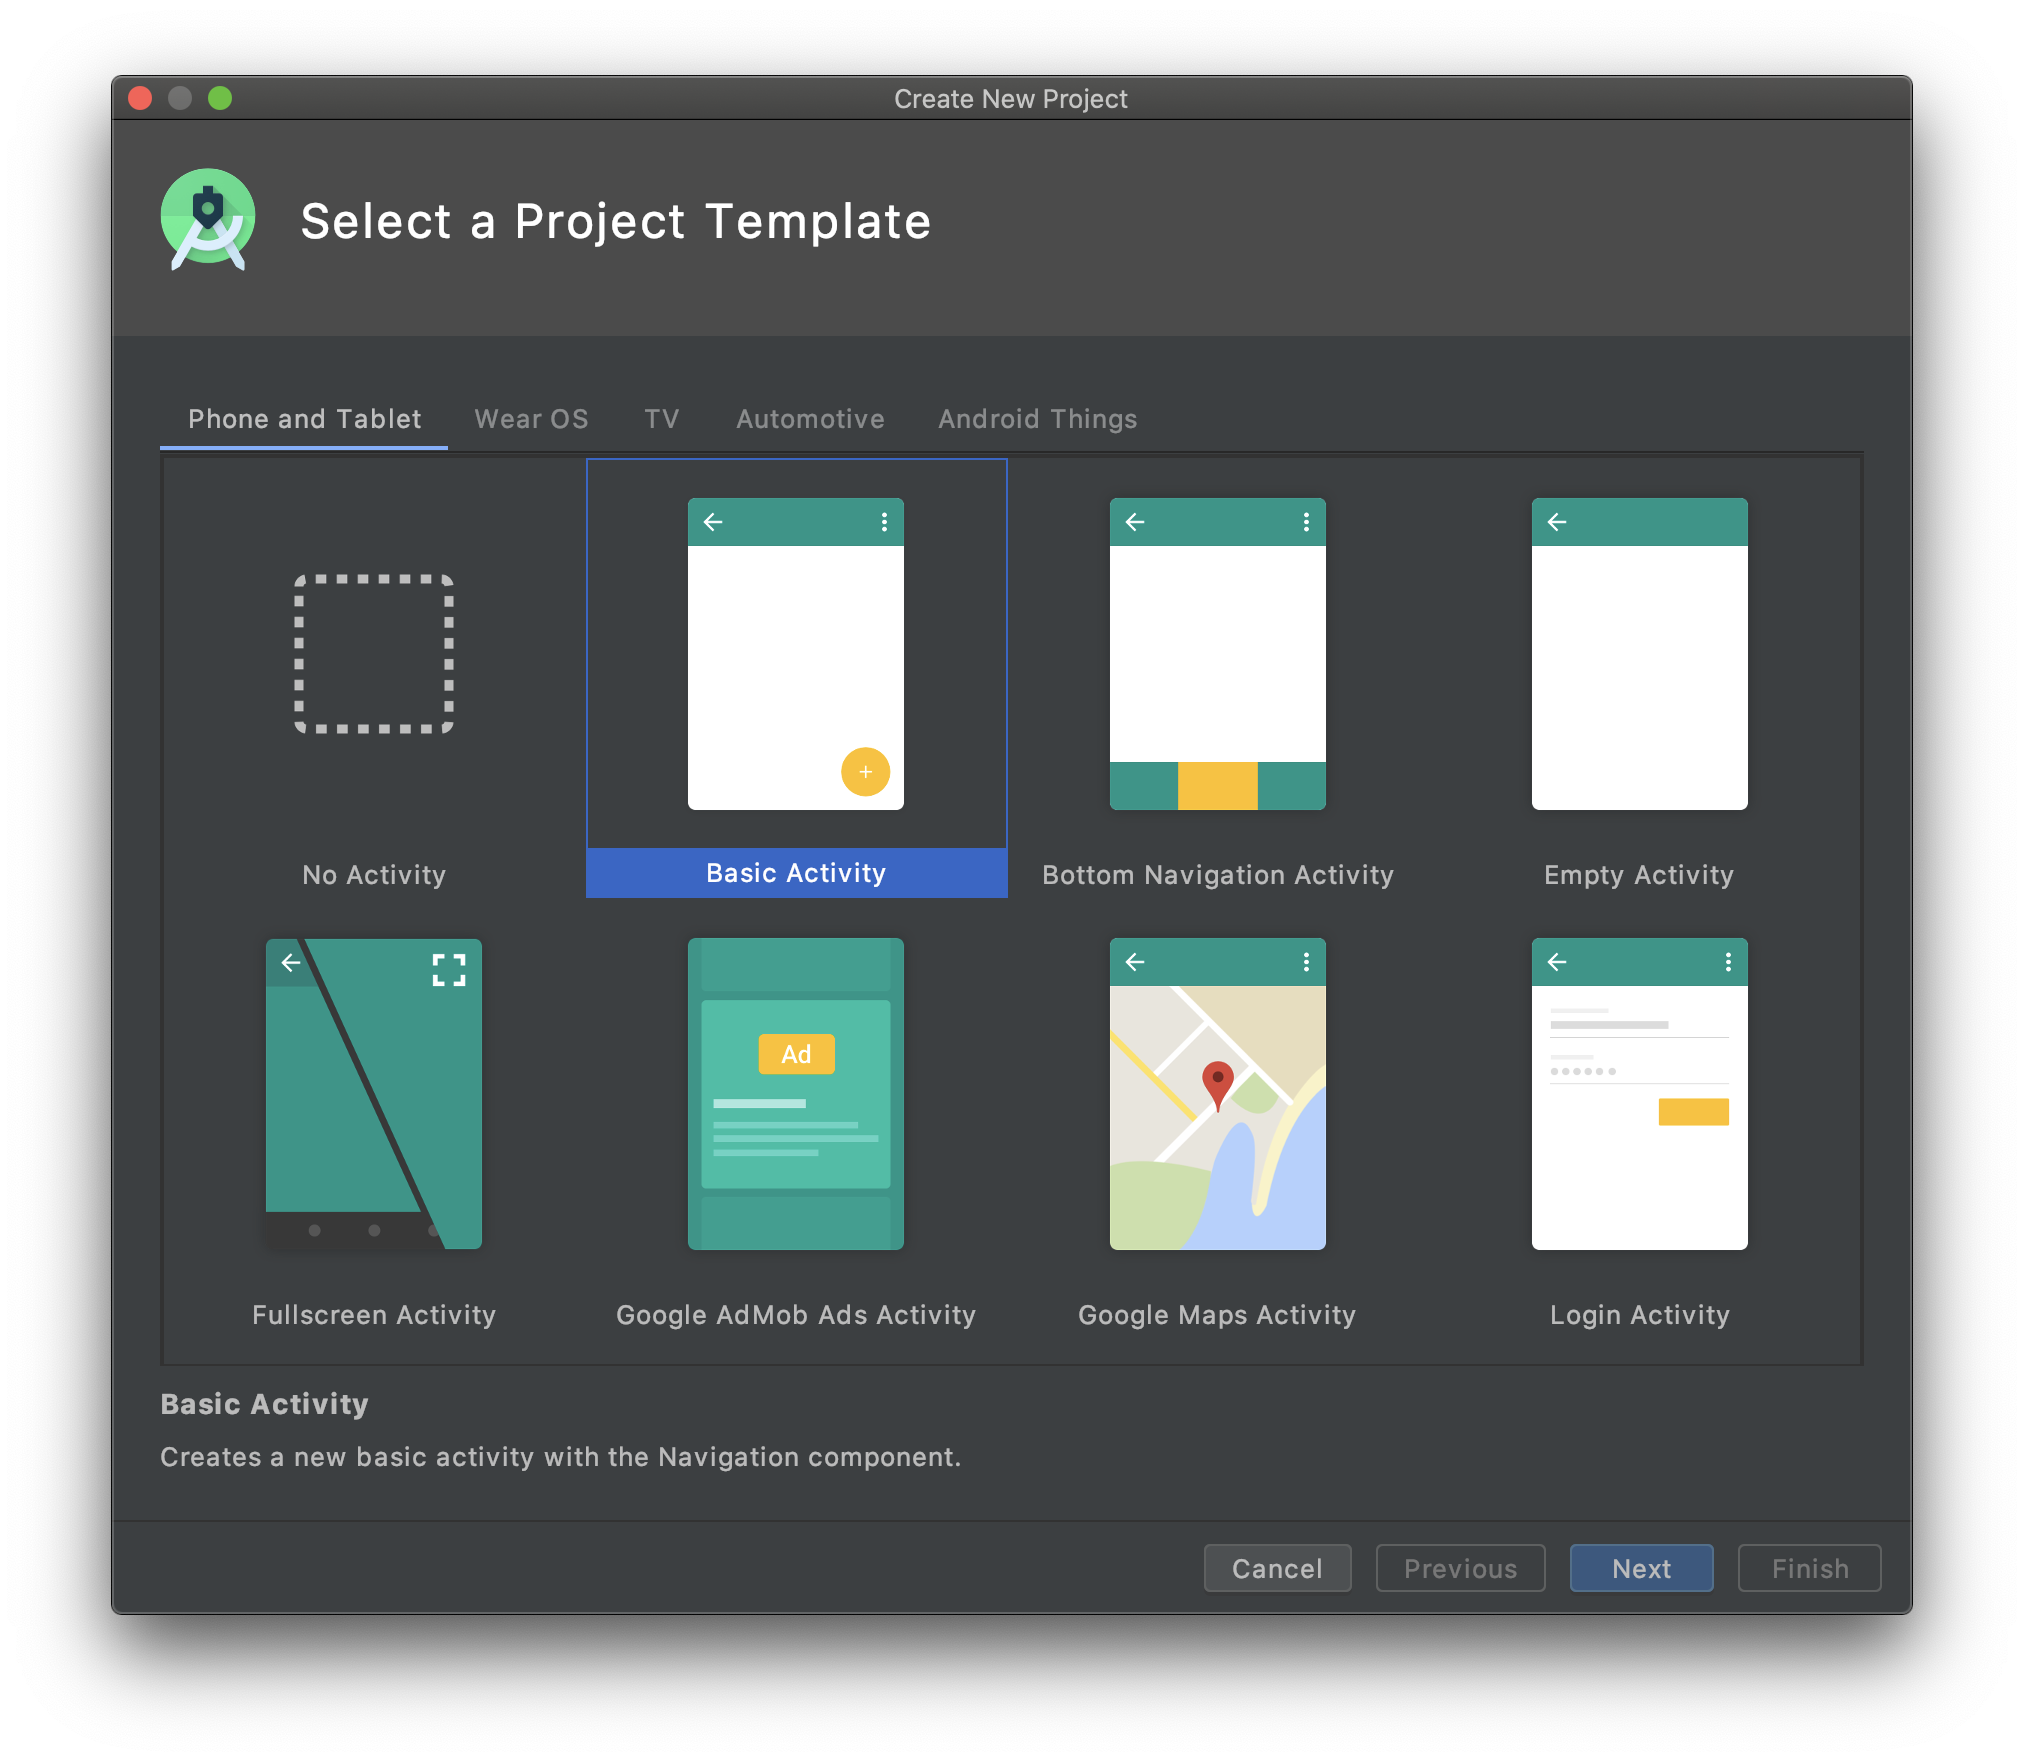 Create New Project
Select a Project Template
Phone and Tablet Wear OS TV Automotive Android Things
No Activity Basic Activity Bottom Navigation Activity Empty Activity
Ad
Fullscreen Activity Google AdMob Ads Activity Google Maps Activity Login Activity
Basic Activity
Creates a new basic activity with the Navigation component.
Cancel Previous Next Finish